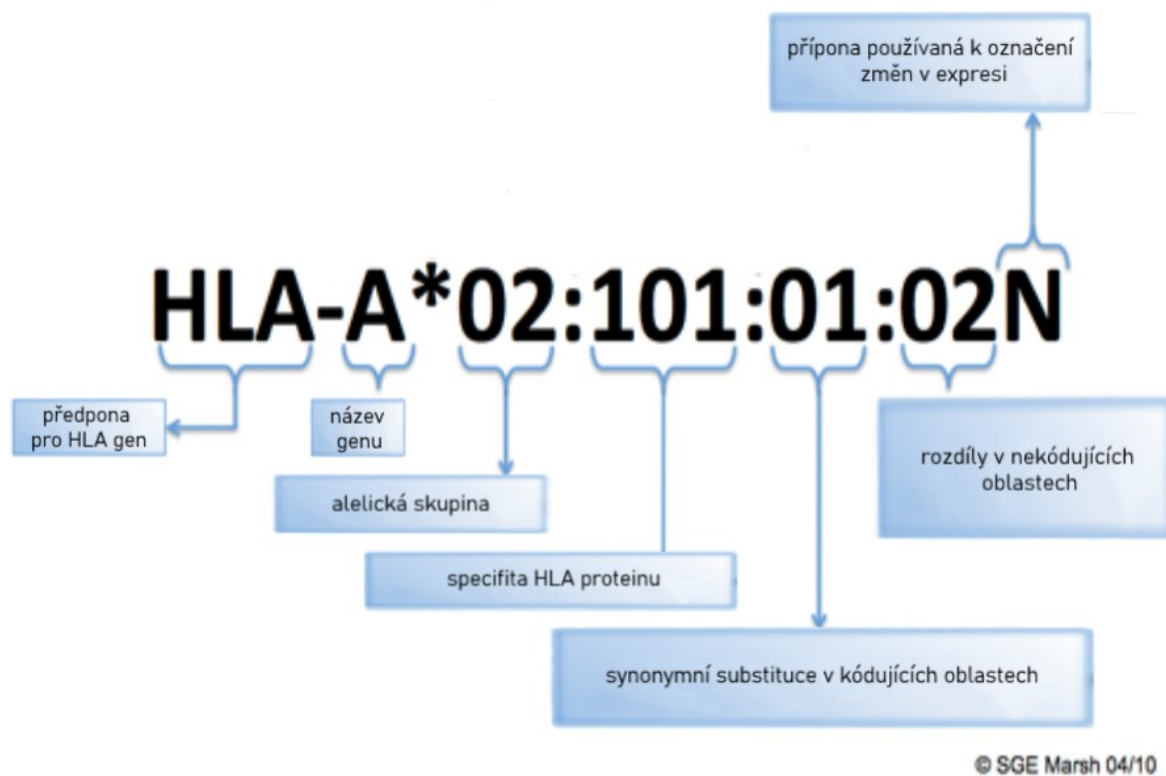 přípona používaná k označení
změn v expresi
HLA-A*02:101:01:02N
předpona
pro HLA gen
název
genu
alelická skupina
specifita HLA proteinu
synonymní substituce v kódujících oblastech
rozdíly v nekódujících
oblastech
© SGE Marsh 04/10